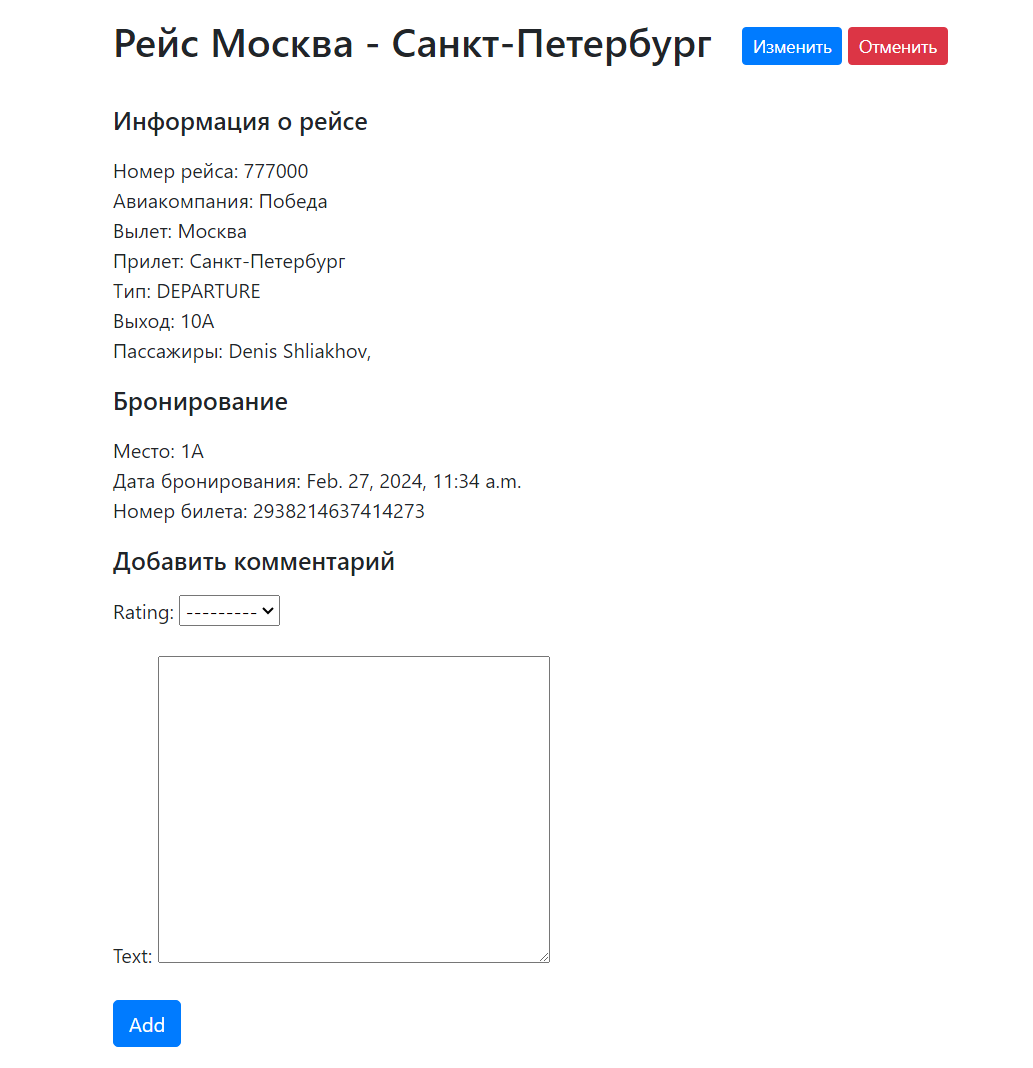 Рейс Москва - Санкт-Петербург Изменить Отменить
Информация о рейсе
Номер рейса: 777000
Авиакомпания: Победа
Вылет: Москва
Прилет: Санкт-Петербург
Тип: DEPARTURE
Выход: 10A
Пассажиры: Denis Shliakhov,
Бронирование
Место: 1A
Дата бронирования: Feb. 27, 2024, 11:34 a.m.
Номер билета: 2938214637414273
Добавить комментарий
Rating: ---------
Text:
Add